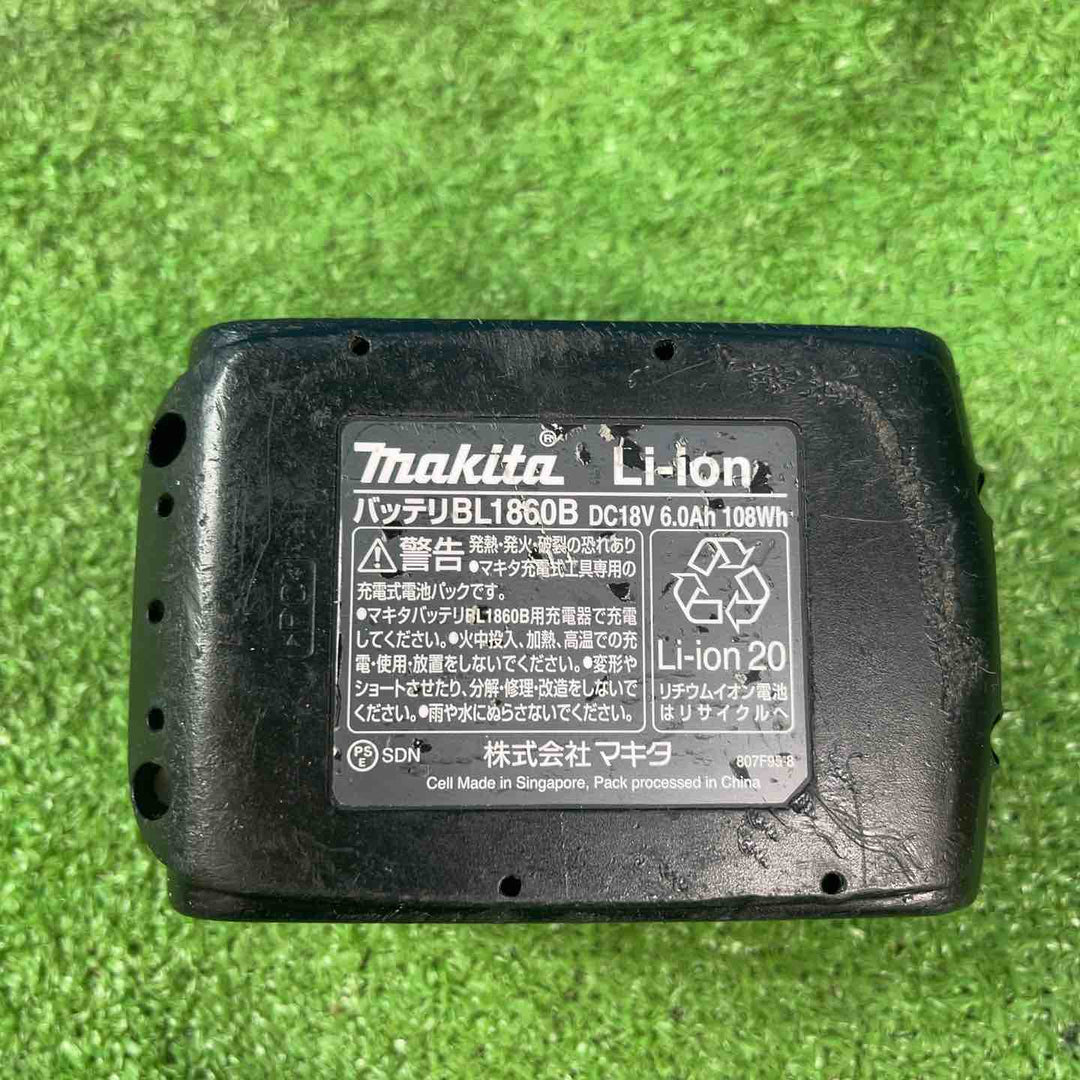 makita® Li-ion
バッテリBL1860B DC18V 6.0Ah 108Wh
警告 発熱・発火・破裂の恐れあり
●マキタ充電式工具専用の
充電式電池パックです。
●マキタバッテリBL1860B用充電器で充電
してください。●火中投入、加熱、高温での充
電・使用・放置をしないでください。●変形や
ショートさせたり、分解・修理・改造をしないで
ください。●雨や水にぬらさないでください。
Li-ion 20
リチウムイオン電池
はリサイクルへ
PSE SDN 株式会社 マキタ 807F95-8
Cell Made in Singapore, Pack processed in China